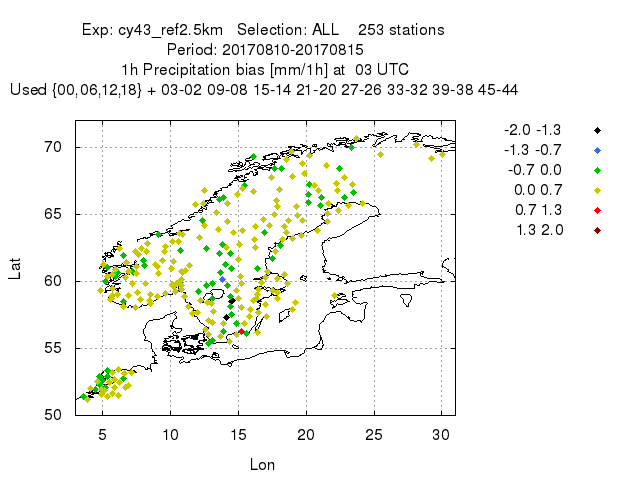 Exp: cy43_ref2.5km   Selection: ALL    253 stations
Period: 20170810-20170815
1h Precipitation bias [mm/1h] at  03 UTC
Used {00,06,12,18} + 03-02 09-08 15-14 21-20 27-26 33-32 39-38 45-44
-2.0 -1.3
-1.3 -0.7
-0.7 0.0
0.0 0.7
0.7 1.3
1.3 2.0
70
65
60
55
50
Lat
5 10 15 20 25 30
Lon